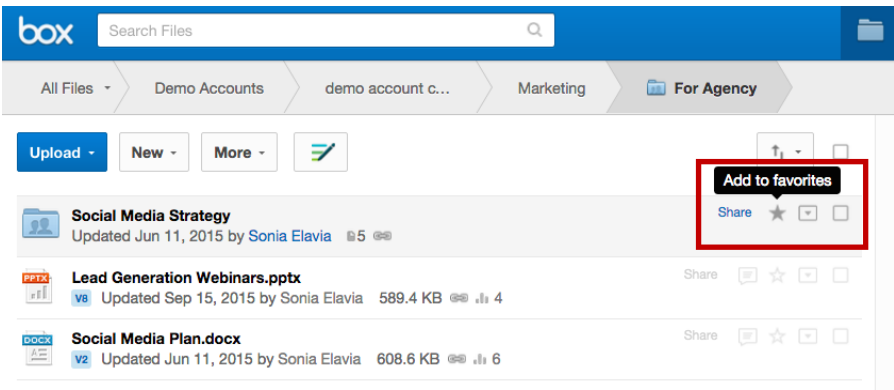 box Search Files
All Files Demo Accounts demo account c... Marketing For Agency
Upload New More
Add to favorites
Social Media Strategy Share
Updated Jun 11, 2015 by Sonia Elavia 5
PPTX Lead Generation Webinars.pptx Share
V8 Updated Sep 15, 2015 by Sonia Elavia 589.4 KB 4
DOCX Social Media Plan.docx Share
V2 Updated Jun 11, 2015 by Sonia Elavia 608.6 KB 6